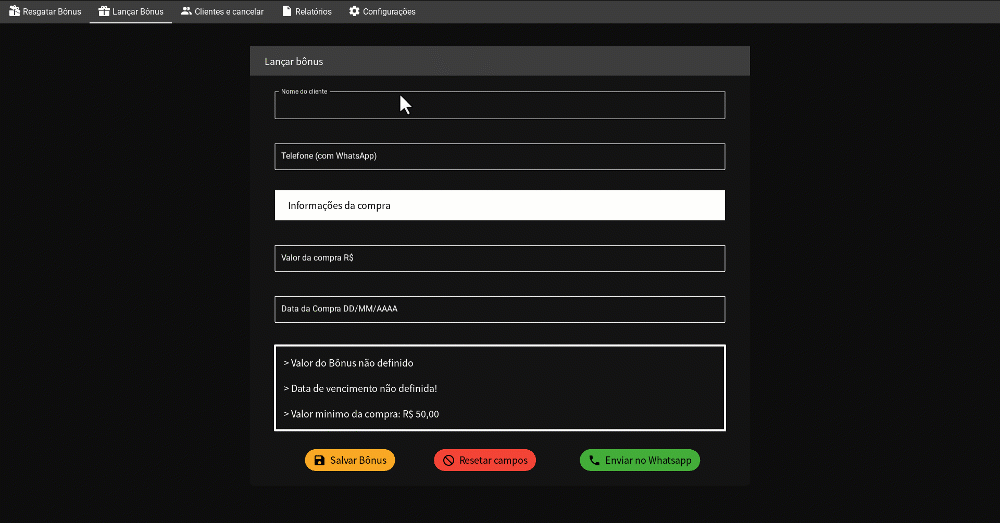 Resgatar Bônus Lançar Bônus Clientes e cancelar Relatórios Configurações
Lançar bônus
Nome do cliente
Telefone (com WhatsApp)
Informações da compra
Valor da compra R$
Data da Compra DD/MM/AAAA
> Valor do Bônus não definido
> Data de vencimento não definida!
> Valor minimo da compra: R$ 50,00
Salvar Bônus Resetar campos Enviar no Whatsapp